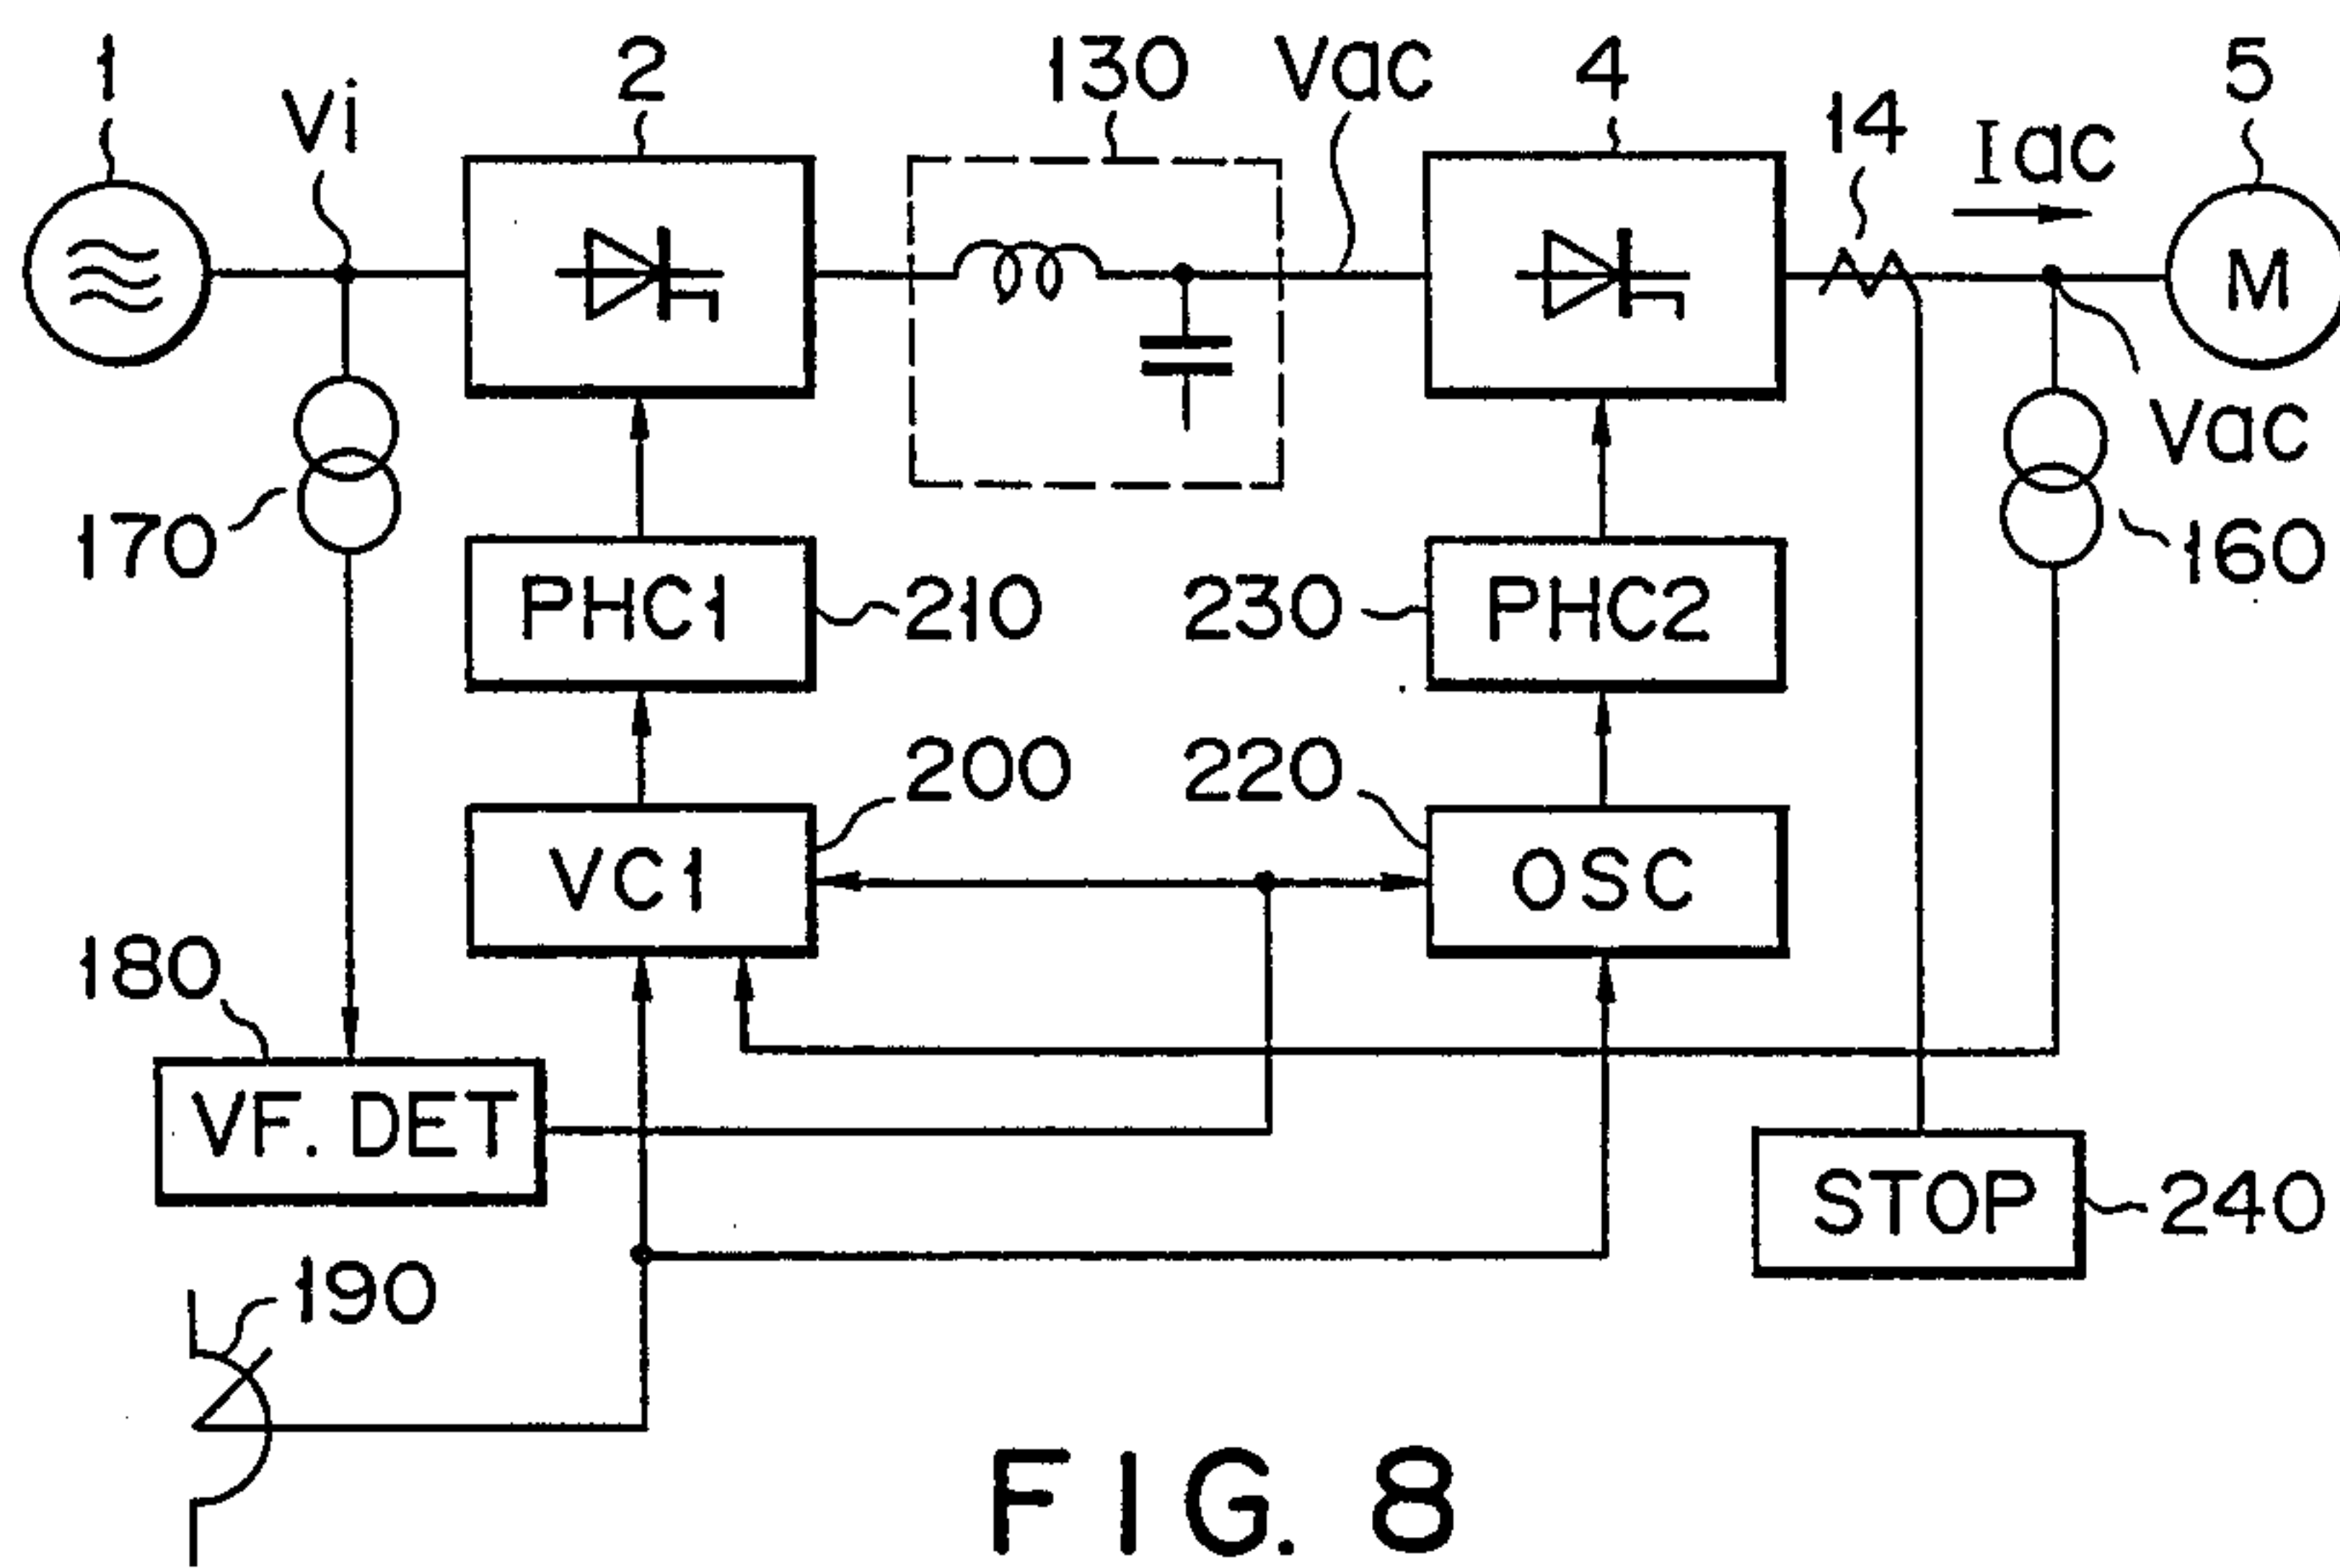 1
Vi
2
130
Vac
4
14
Iac
5
M
170
Vac
160
PHC1
210
230
PHC2
200
220
VC1
OSC
180
VF. DET
STOP
240
190
FIG. 8